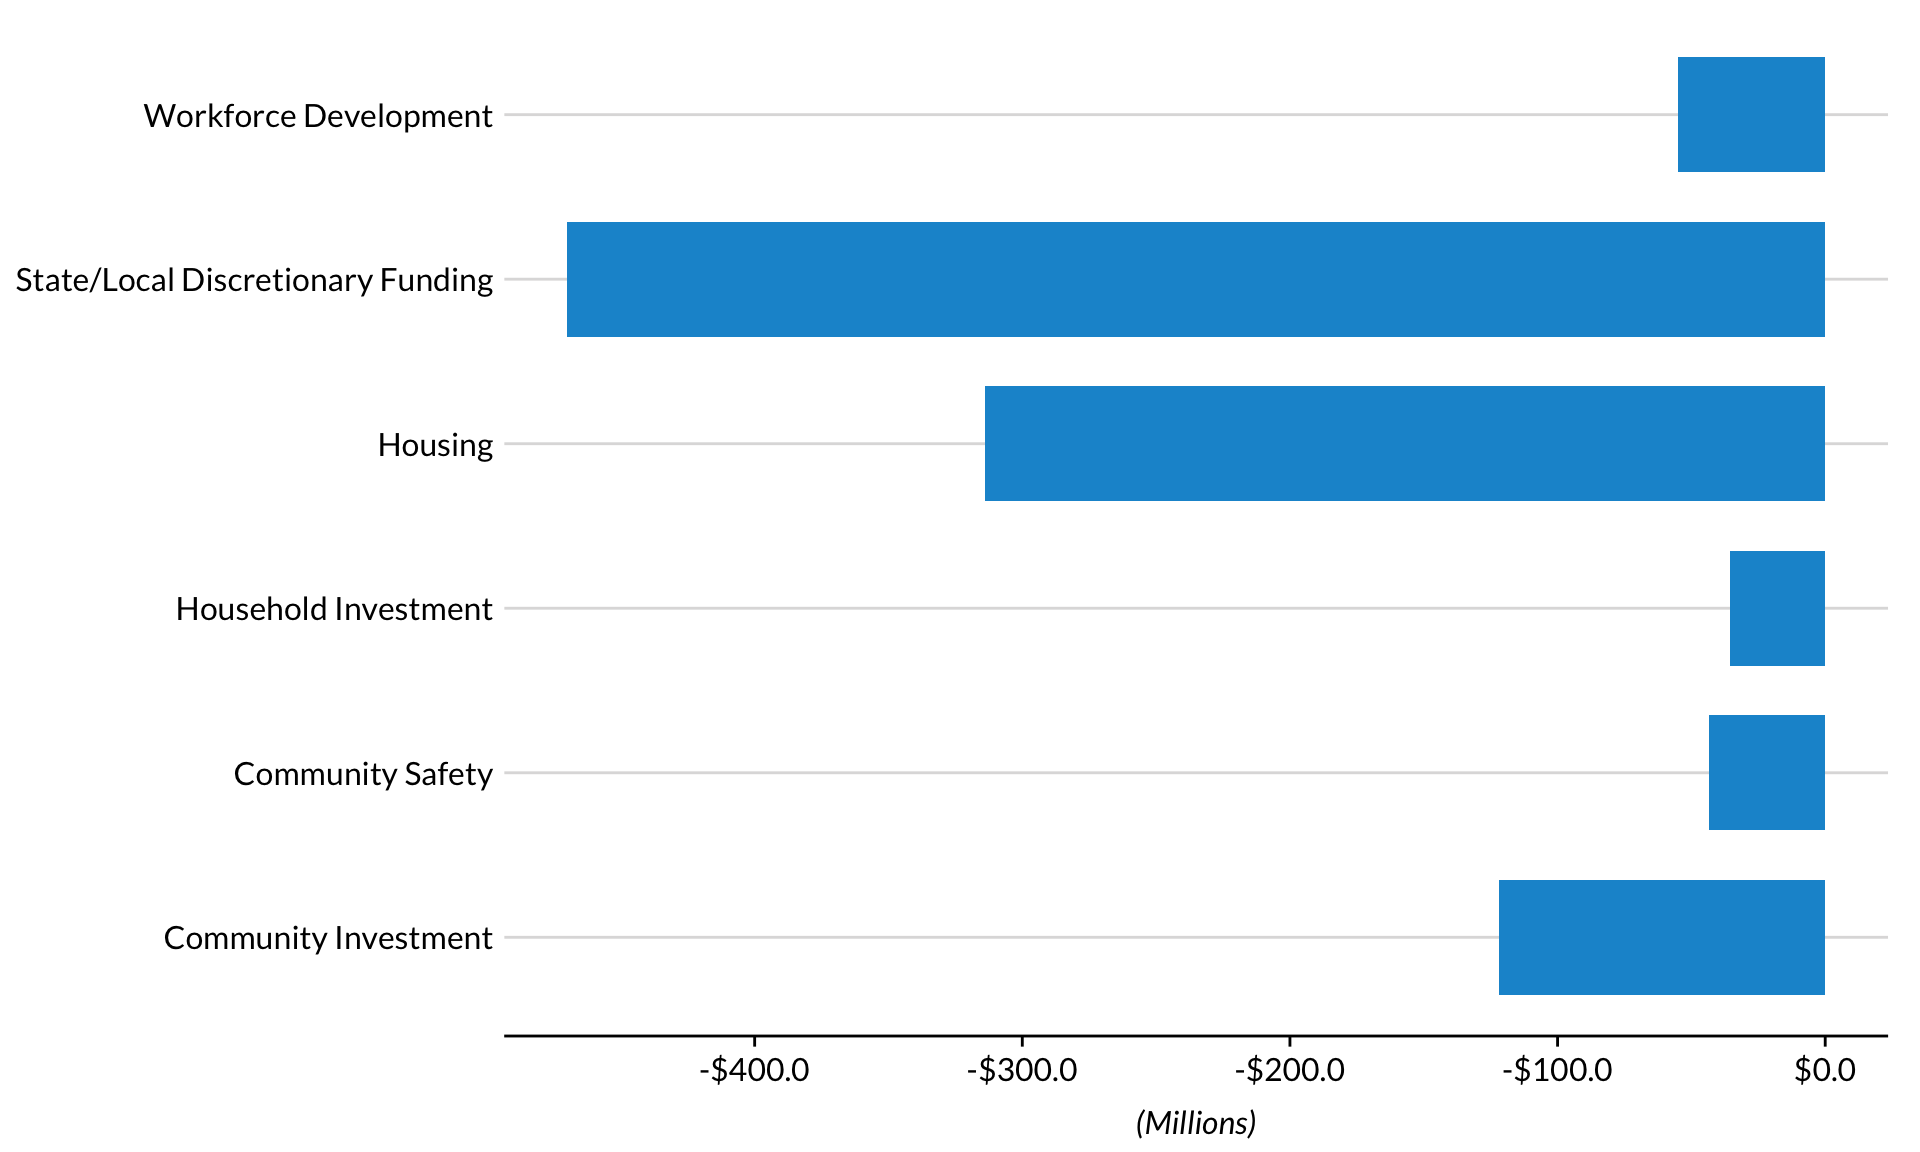 Workforce Development
State/Local Discretionary Funding
Housing
Household Investment
Community Safety
Community Investment
-$400.0 -$300.0 -$200.0 -$100.0 $0.0
(Millions)